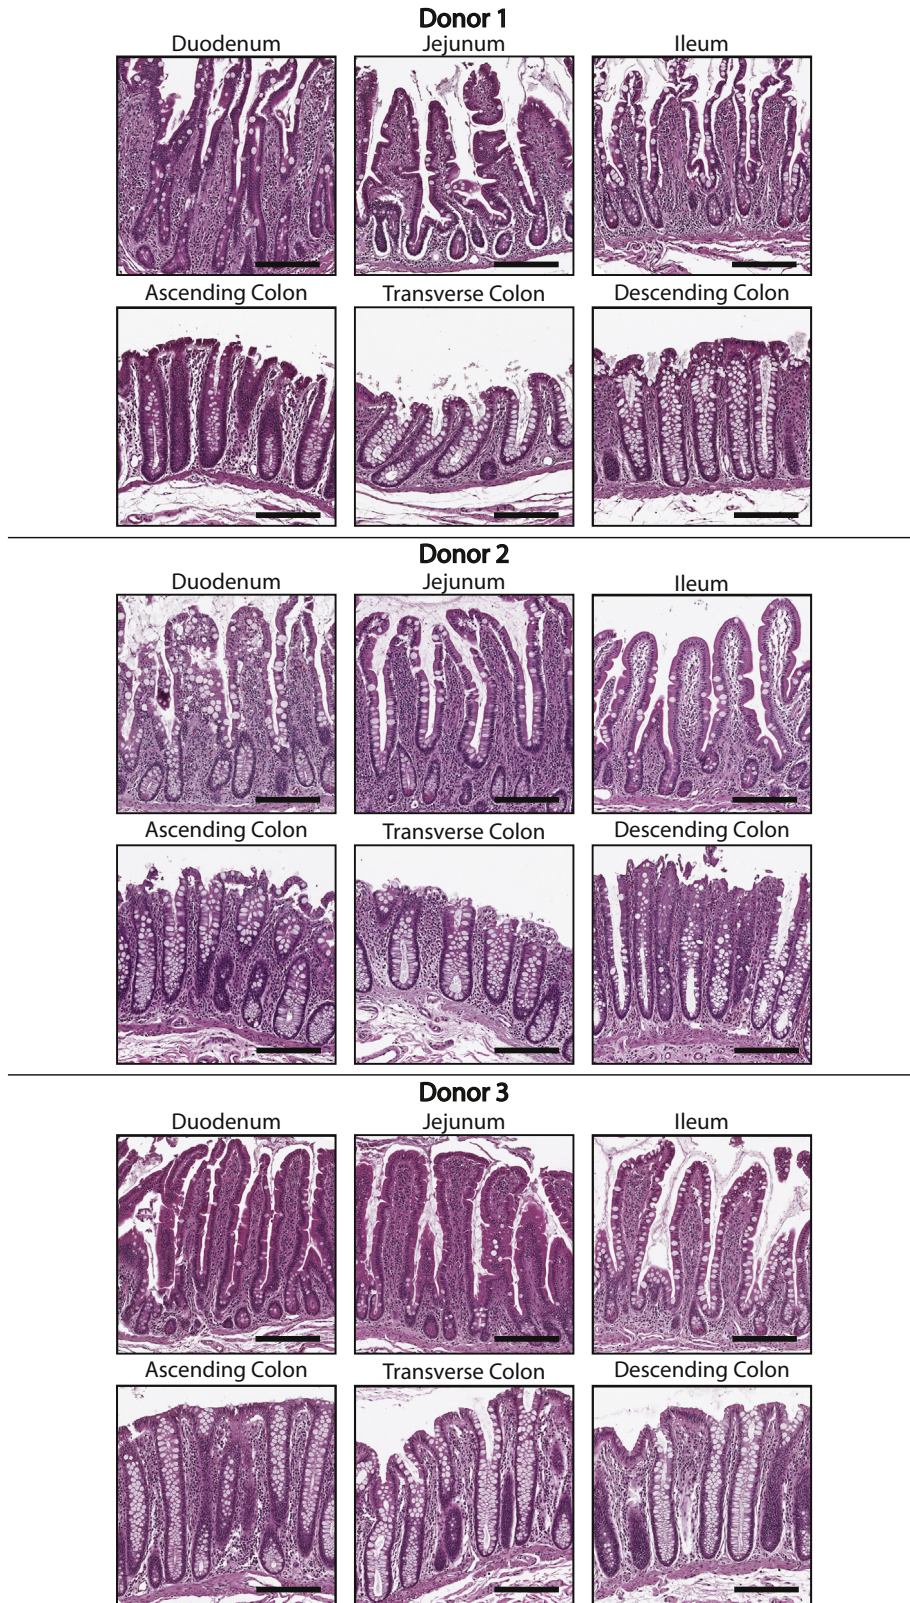 Donor 1
Duodenum
Jejunum
Ileum
Ascending Colon
Transverse Colon
Descending Colon
Donor 2
Duodenum
Jejunum
Ileum
Ascending Colon
Transverse Colon
Descending Colon
Donor 3
Duodenum
Jejunum
Ileum
Ascending Colon
Transverse Colon
Descending Colon